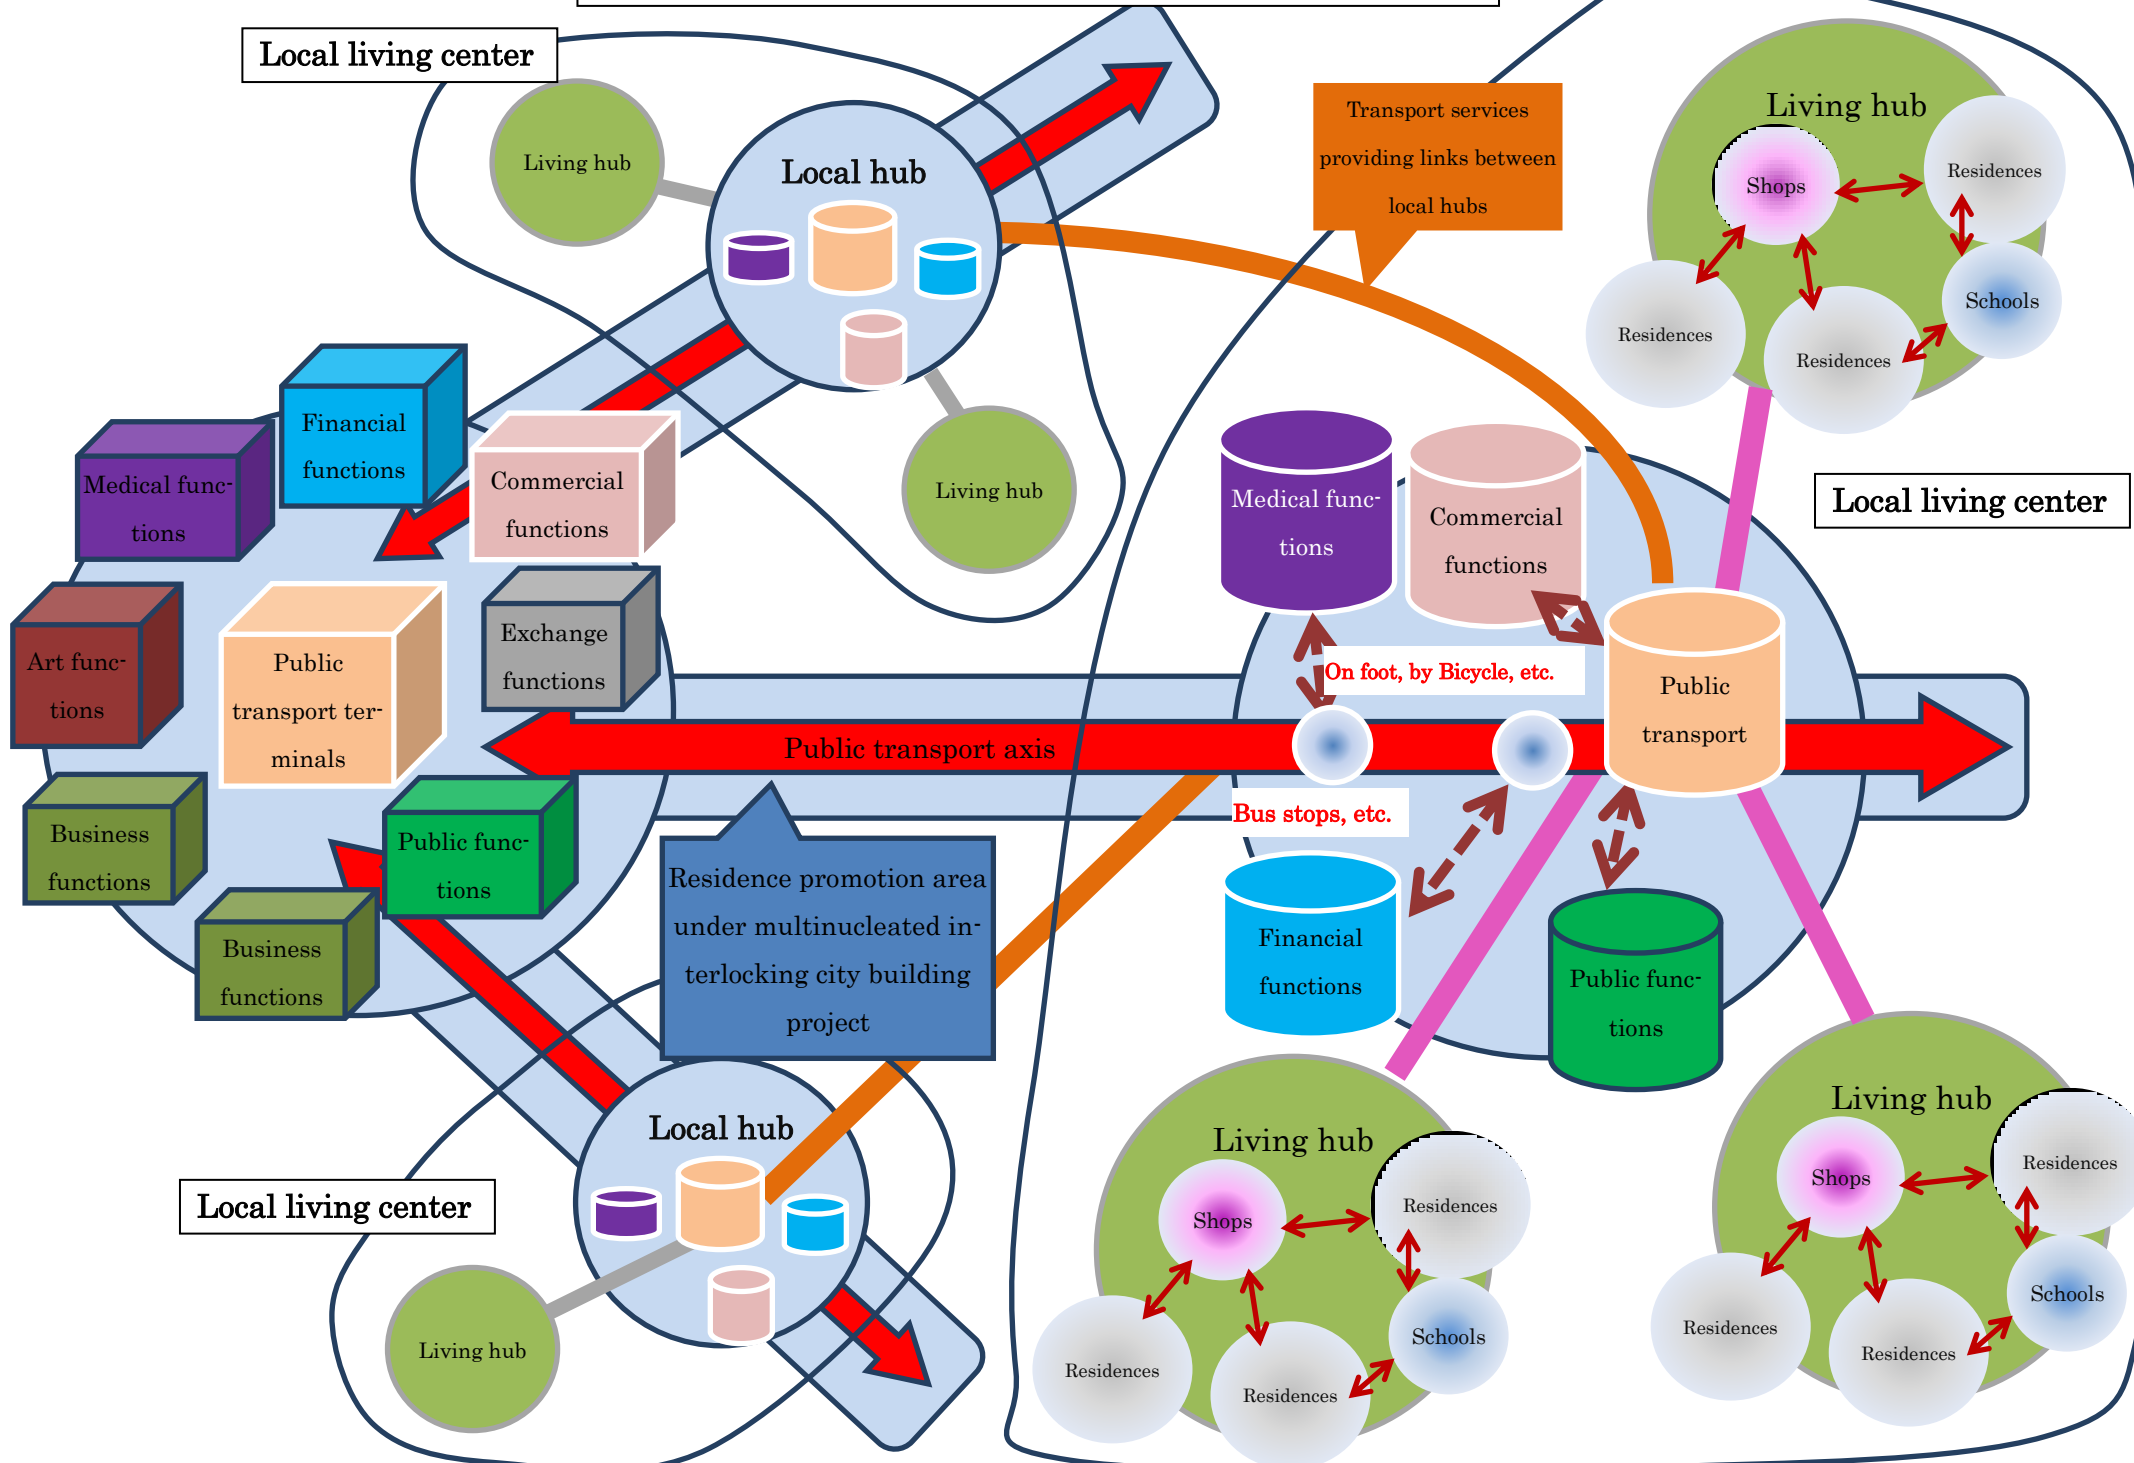 Local living center
Living hub
Local hub
Living hub
Transport services
providing links between
local hubs
Living hub
Shops
Residences
Schools
Residences
Residences
Local living center
Financial
functions
Medical func-
tions
Commercial
functions
Art func-
tions
Public
transport ter-
minals
Exchange
functions
Business
functions
Public func-
tions
Business
functions
Public transport axis
Residence promotion area
under multinucleated in-
terlocking city building
project
Medical func-
tions
Commercial
functions
On foot, by Bicycle, etc.
Public
transport
Bus stops, etc.
Financial
functions
Public func-
tions
Local hub
Local living center
Living hub
Living hub
Shops
Residences
Schools
Residences
Residences
Living hub
Shops
Residences
Schools
Residences
Residences